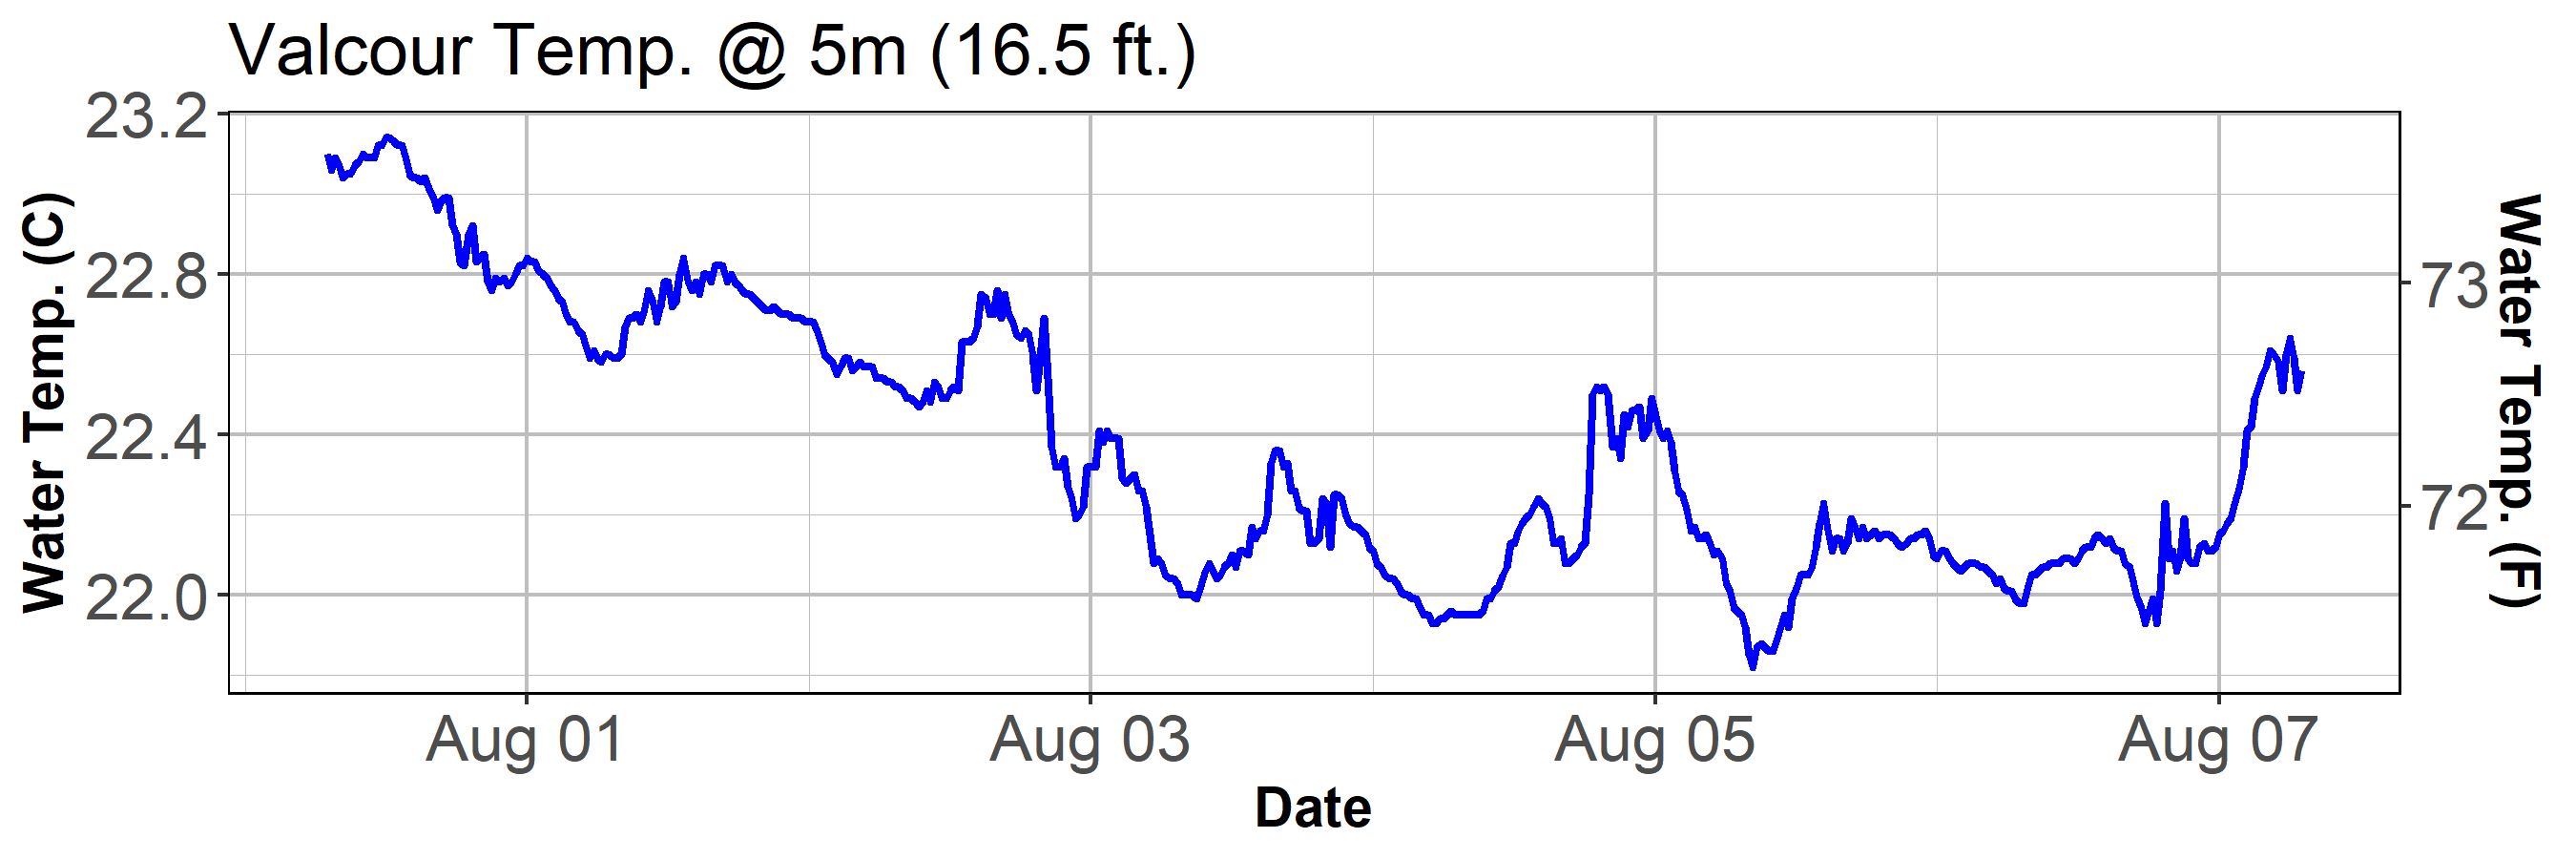 Valcour Temp. @ 5m (16.5 ft.)
23.2
22.8
22.4
22.0
Water Temp. (C)
73
72
Water Temp. (F)
Aug 01 Aug 03 Aug 05 Aug 07
Date